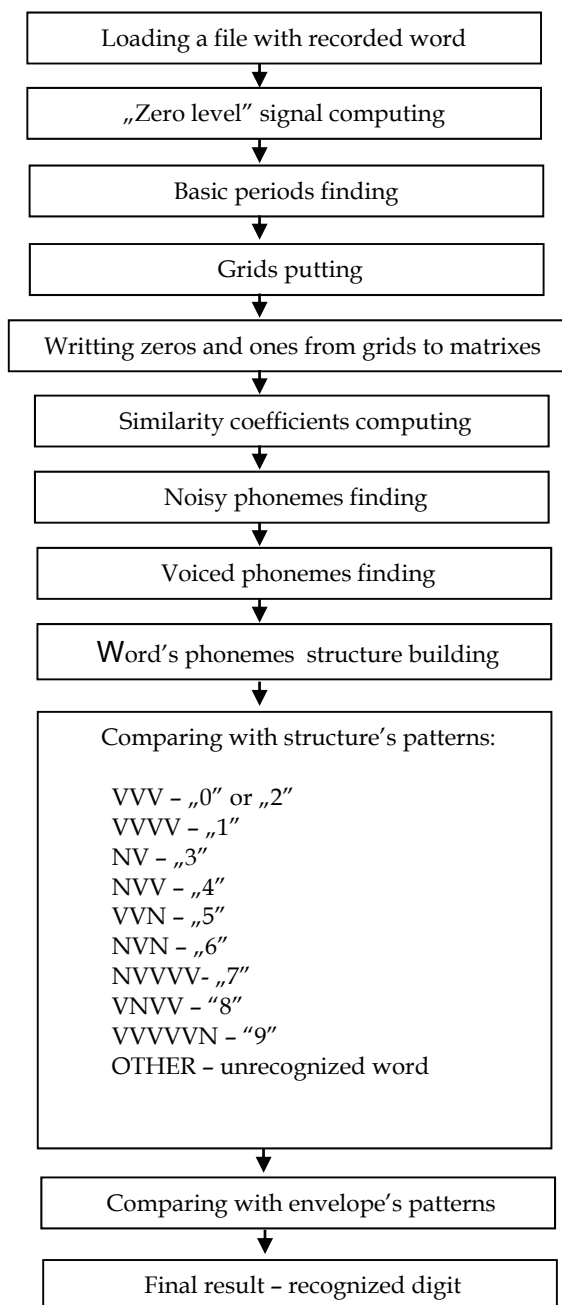 Loading a file with recorded word
„Zero level” signal computing
Basic periods finding
Grids putting
Writting zeros and ones from grids to matrixes
Similarity coefficients computing
Noisy phonemes finding
Voiced phonemes finding
Word’s phonemes structure building
Comparing with structure’s patterns:
VVV – „0” or „2”
VVVV – „1”
NV – „3”
NVV – „4”
VVN – „5”
NVN – „6”
NVVVV- „7”
VNVV – “8”
VVVVVN – “9”
OTHER – unrecognized word
Comparing with envelope’s patterns
Final result – recognized digit